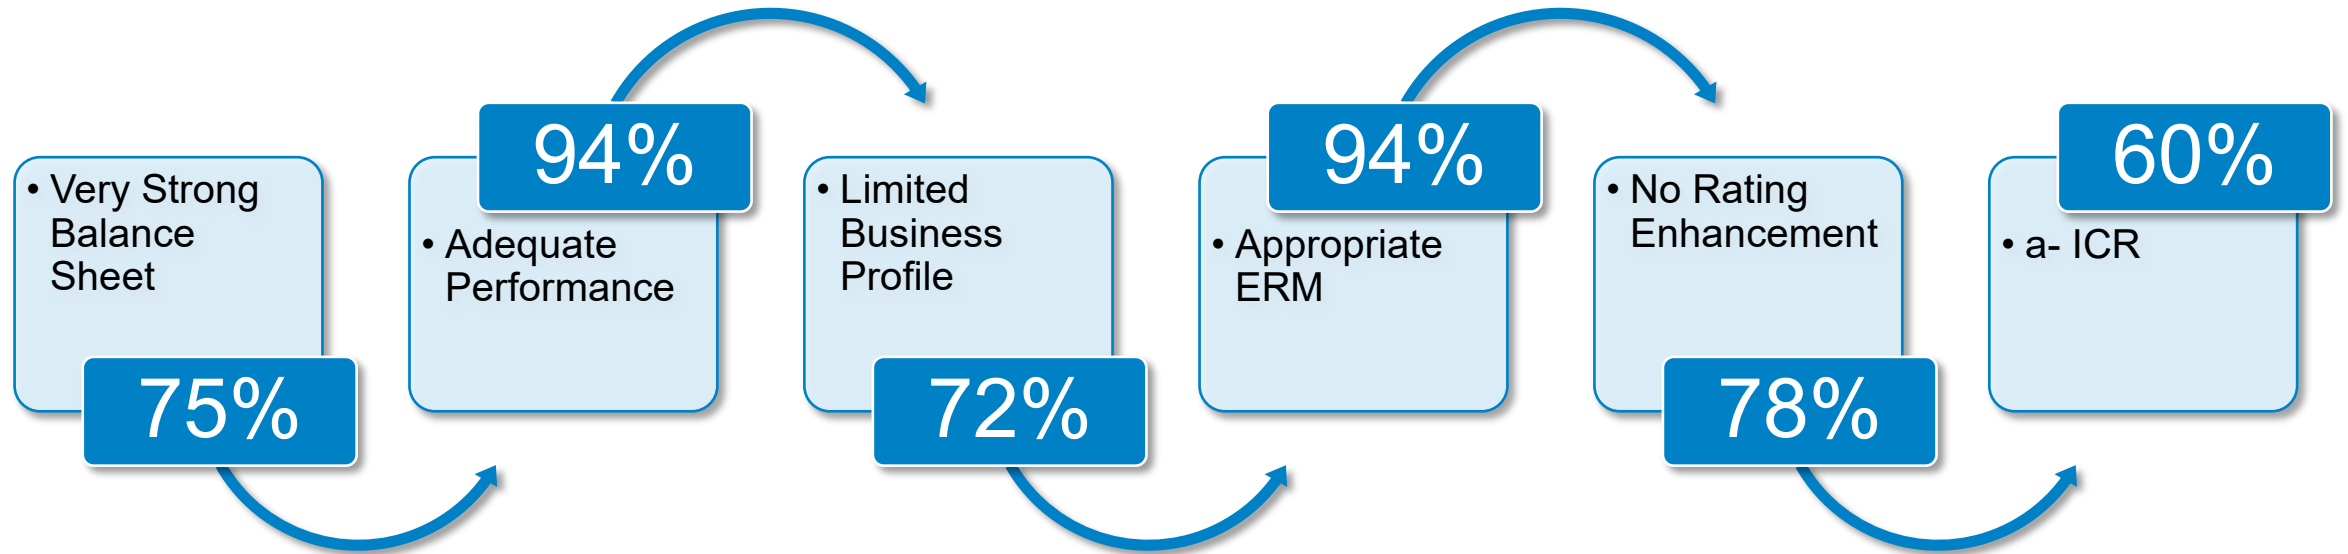 • Very Strong
Balance
Sheet
75%
94%
• Adequate
Performance
• Limited
Business
Profile
72%
94%
• Appropriate
ERM
• No Rating
Enhancement
78%
60%
• a- ICR